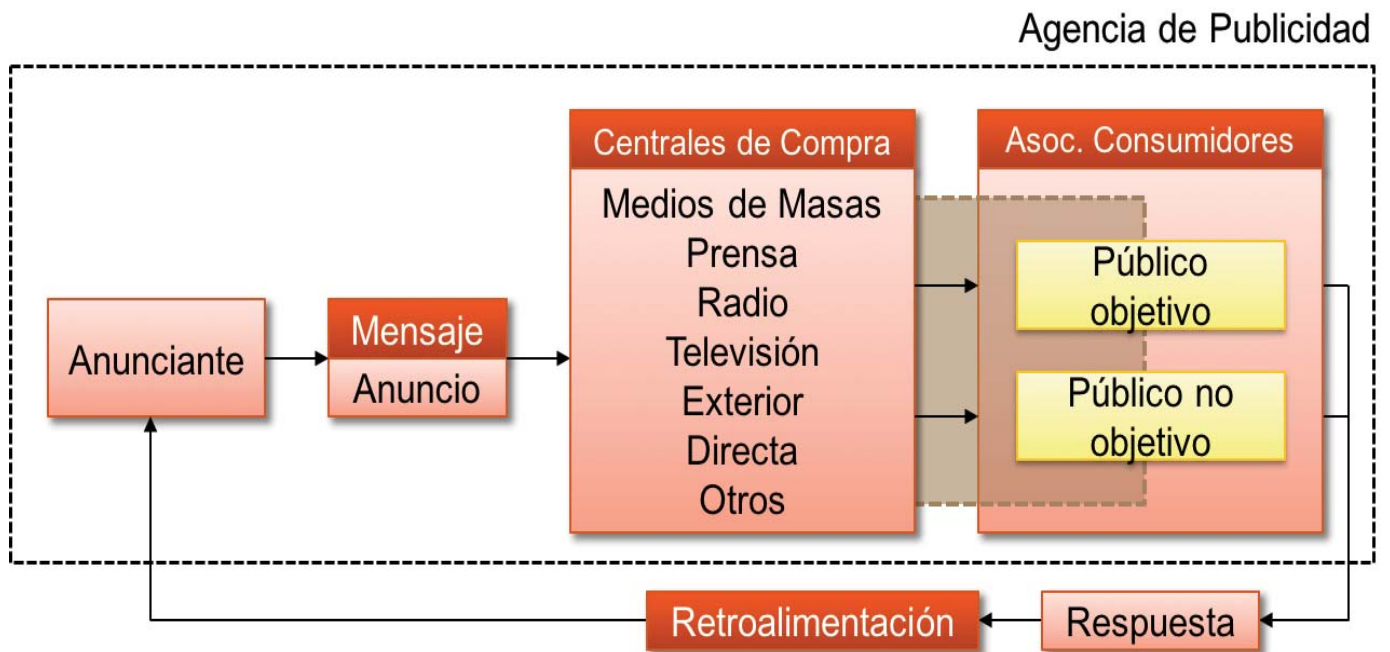 Agencia de Publicidad
Centrales de Compra
Medios de Masas
Prensa
Radio
Televisión
Exterior
Directa
Otros
Asoc. Consumidores
Público
objetivo
Público no
objetivo
Anunciante
Mensaje
Anuncio
Retroalimentación
Respuesta